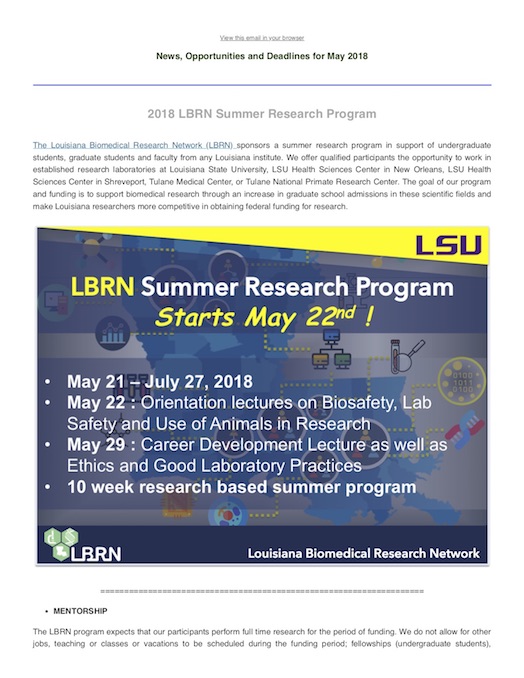 View this email in your browser
News, Opportunities and Deadlines for May 2018
2018 LBRN Summer Research Program
The Louisiana Biomedical Research Network (LBRN) sponsors a summer research program in support of undergraduate
students, graduate students and faculty from any Louisiana institute. We offer qualified participants the opportunity to work in
established research laboratories at Louisiana State University, LSU Health Sciences Center in New Orleans, LSU Health
Sciences Center in Shreveport, Tulane Medical Center, or Tulane National Primate Research Center. The goal of our program
and funding is to support biomedical research through an increase in graduate school admissions in these scientific fields and
make Louisiana researchers more competitive in obtaining federal funding for research.
LSU
LBRN Summer Research Program
Starts May 22nd !
• May 21 – July 27, 2018
• May 22 : Orientation lectures on Biosafety, Lab
Safety and Use of Animals in Research
• May 29 : Career Development Lecture as well as
Ethics and Good Laboratory Practices
• 10 week research based summer program
LBRN
Louisiana Biomedical Research Network
====================================================================
• MENTORSHIP
The LBRN program expects that our participants perform full time research for the period of funding. We do not allow for other
jobs, teaching or classes or vacations to be scheduled during the funding period; fellowships (undergraduate students),